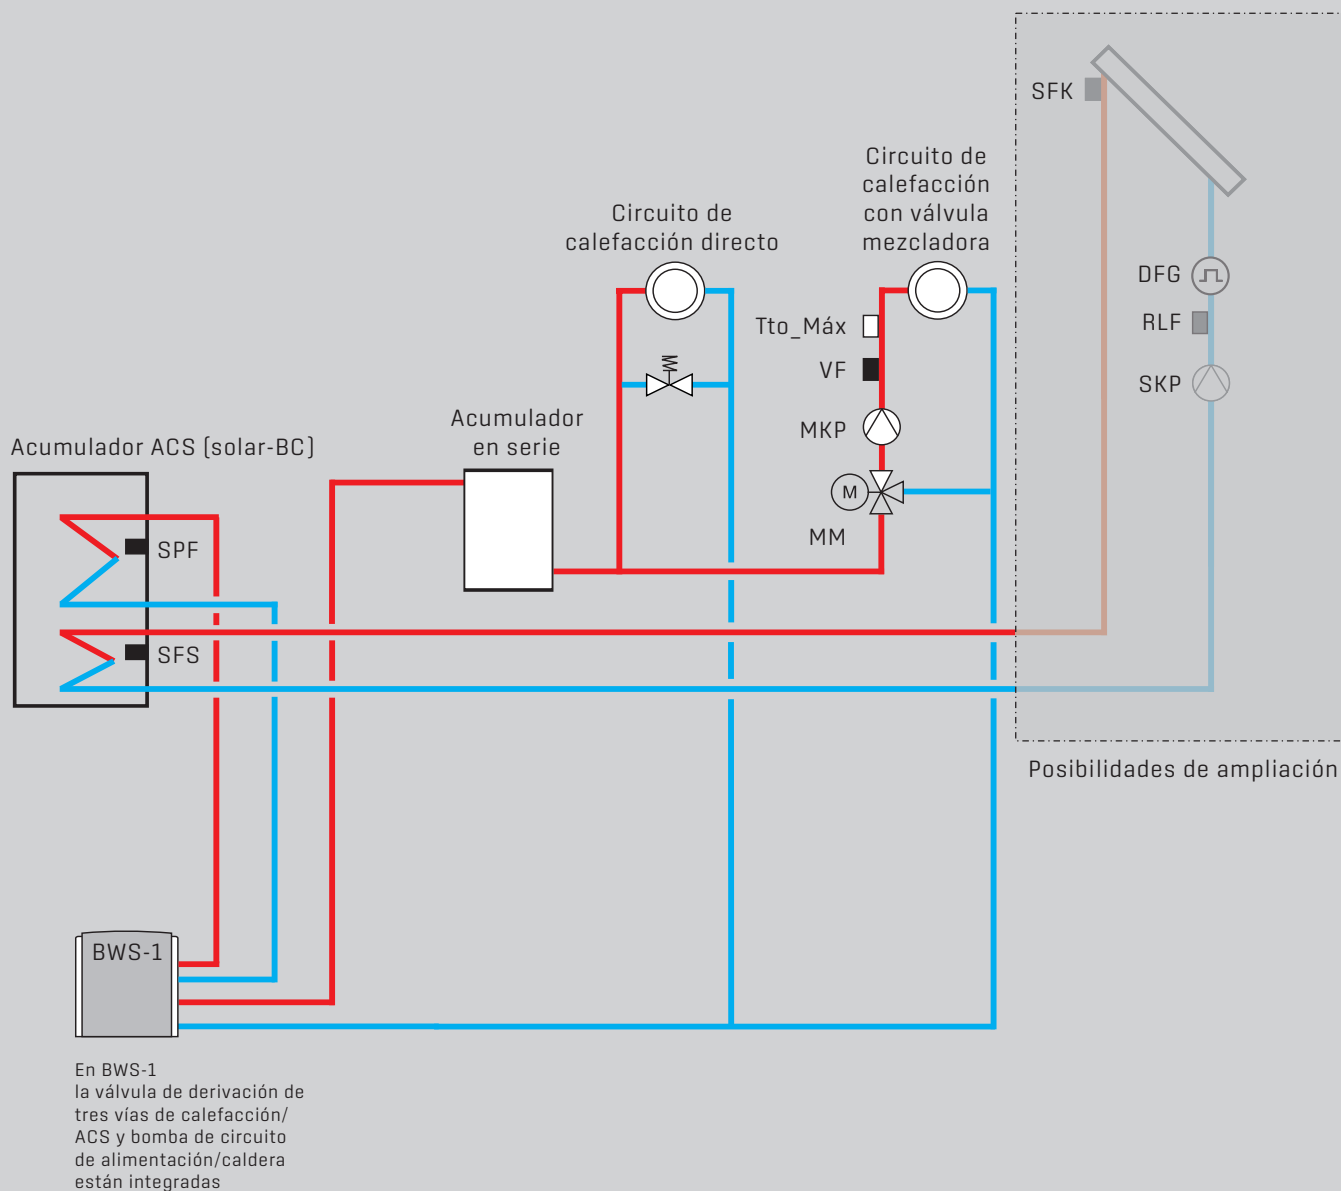 SFK
Circuito de
calefacción
con válvula
mezcladora
Circuito de
calefacción directo
DFG
Tto_Máx
RLF
VF
SKP
Acumulador
en serie
MKP
Acumulador ACS (solar-BC)
M
MM
SPF
SFS
Posibilidades de ampliación
BWS-1
En BWS-1
la válvula de derivación de
tres vías de calefacción/
ACS y bomba de circuito
de alimentación/caldera
están integradas